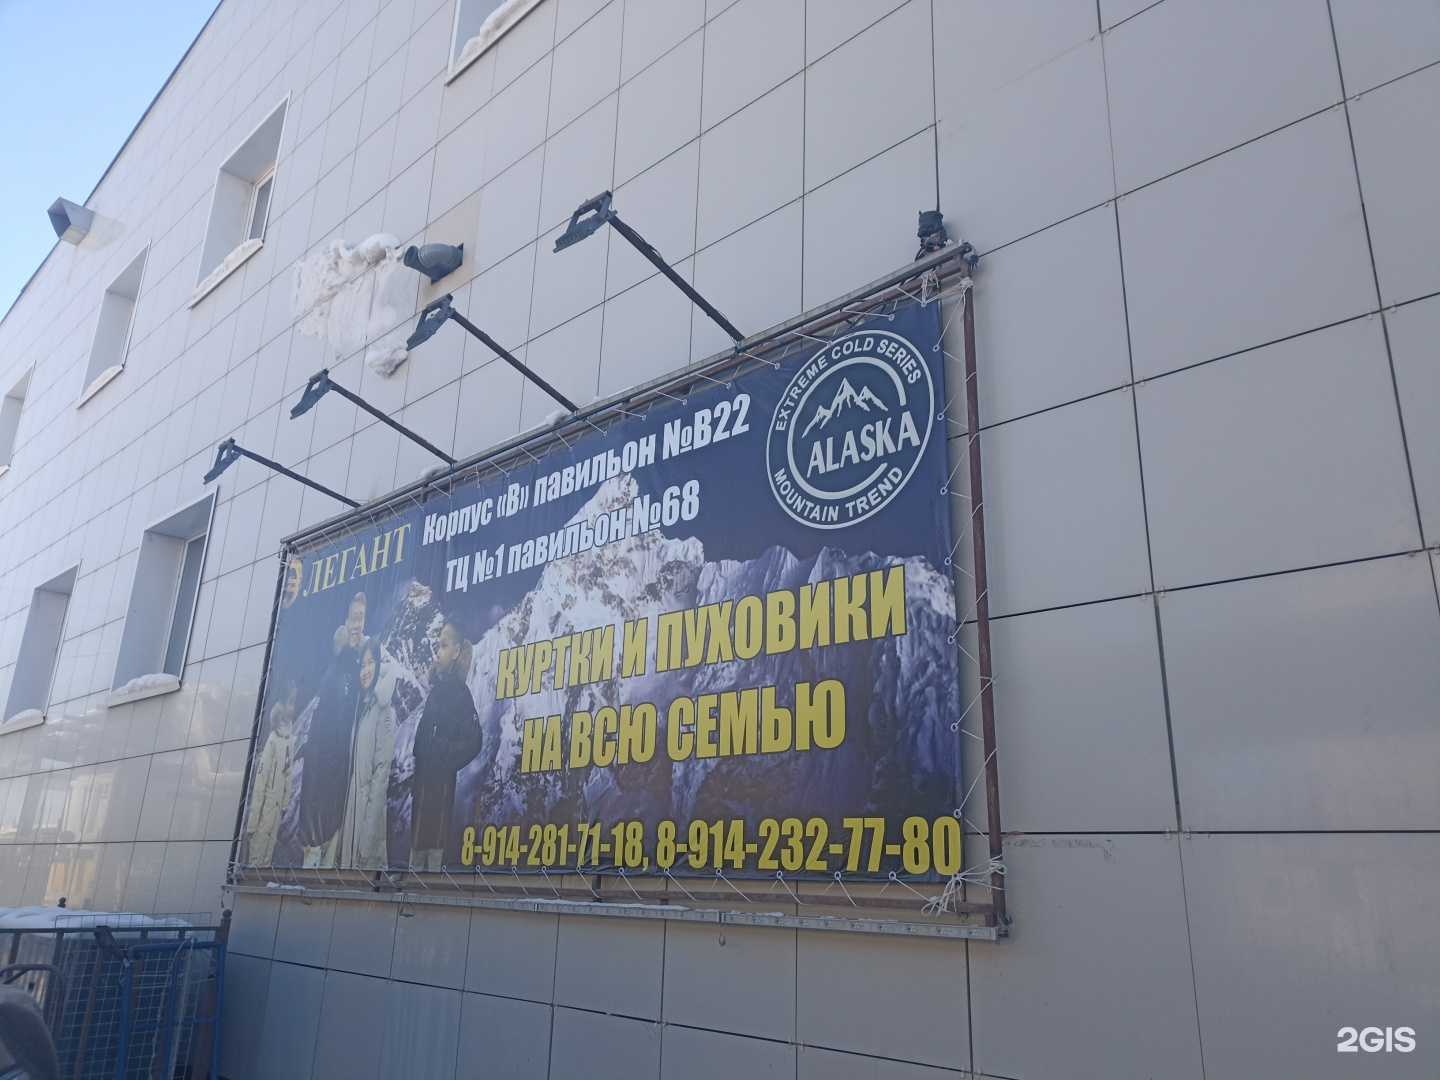 ЭЛЕГАНТ
Корпус «В» павильон №В22
ТЦ №1 павильон №68
EXTREME COLD SERIES
ALASKA
MOUNTAIN TREND
КУРТКИ И ПУХОВИКИ
НА ВСЮ СЕМЬЮ
8-914-281-71-18, 8-914-232-77-80
2GIS